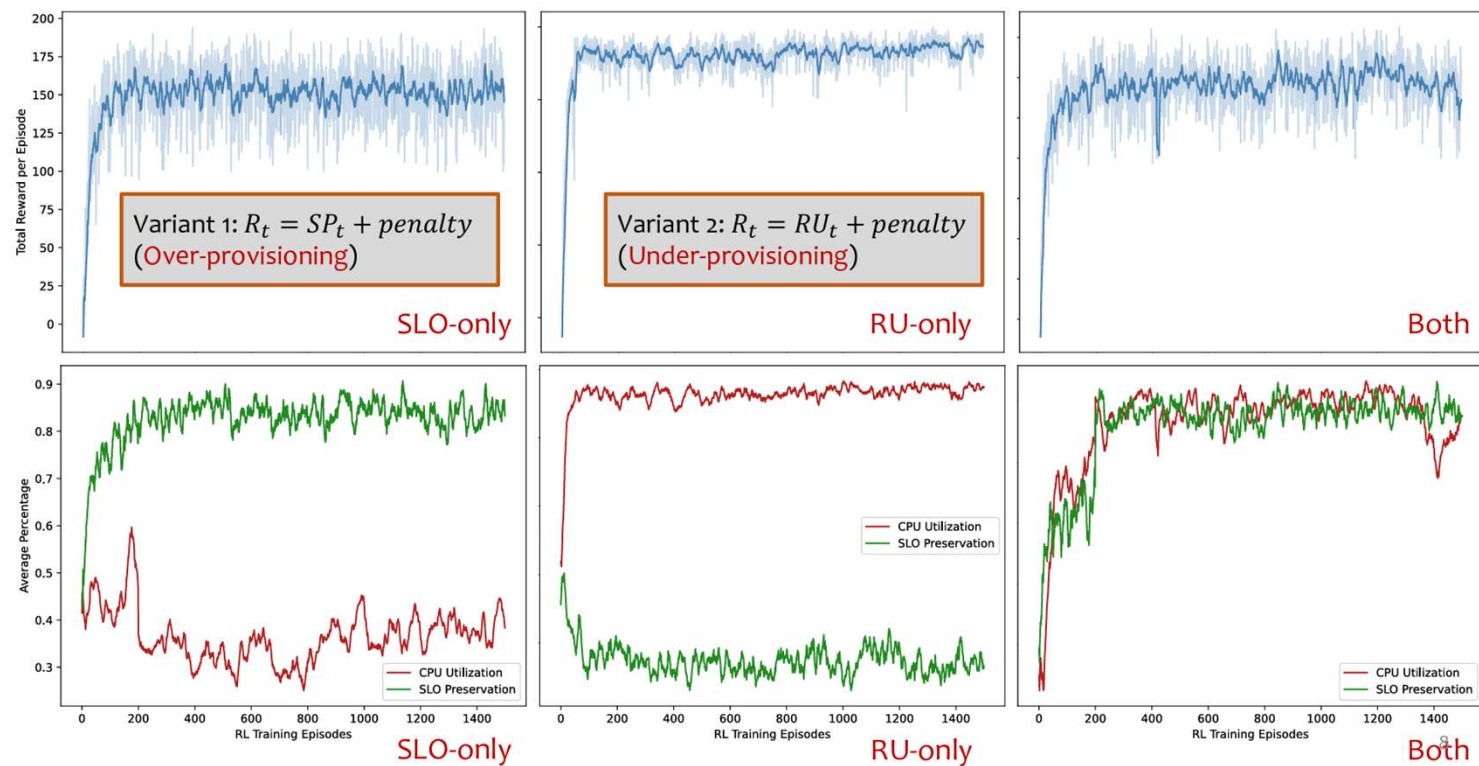 200
175
150
125
100
75
50
25
0
Total Reward per Episode
Variant 1: R_t = SP_t + penalty
(Over-provisioning)
SLO-only
Variant 2: R_t = RU_t + penalty
(Under-provisioning)
RU-only
Both
0.9
0.8
0.7
0.6
0.5
0.4
0.3
Average Percentage
CPU Utilization
SLO Preservation
0 200 400 600 800 1000 1200 1400
RL Training Episodes
SLO-only
CPU Utilization
SLO Preservation
0 200 400 600 800 1000 1200 1400
RL Training Episodes
RU-only
CPU Utilization
SLO Preservation
0 200 400 600 800 1000 1200 1400
RL Training Episodes
Both
8